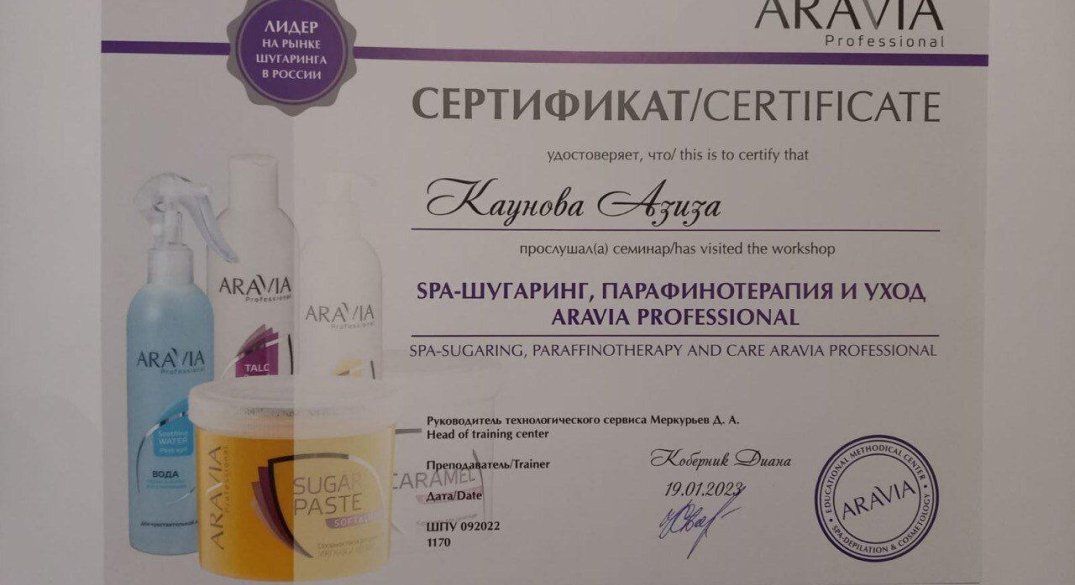 ЛИДЕР
НА РЫНКЕ
ШУГАРИНГА
В РОССИИ
ARAVIA
Professional
СЕРТИФИКАТ/CERTIFICATE
удостоверяет, что/ this is to certify that
Каунова Азиза
прослушал(а) семинар/has visited the workshop
SPA-ШУГАРИНГ, ПАРАФИНОТЕРАПИЯ И УХОД
ARAVIA PROFESSIONAL
SPA-SUGARING, PARAFFINOTHERAPY AND CARE ARAVIA PROFESSIONAL
Руководитель технологического сервиса Меркурьев Д. А.
Head of training center
Преподаватель/Trainer
Коберник Диана
Дата/Date
19.01.2023
ШПУ 092022
1170
EDUCATIONAL METHODICAL CENTER
ARAVIA
SPA-DEPILATION & COSMETOLOGY
ARAVIA
Professional
TALC
ARAVIA
Professional
ARAVIA
Professional
Soothing
WATER
ВОДА
ARAVIA
Professional
SUGAR
PASTE
CARAMEL